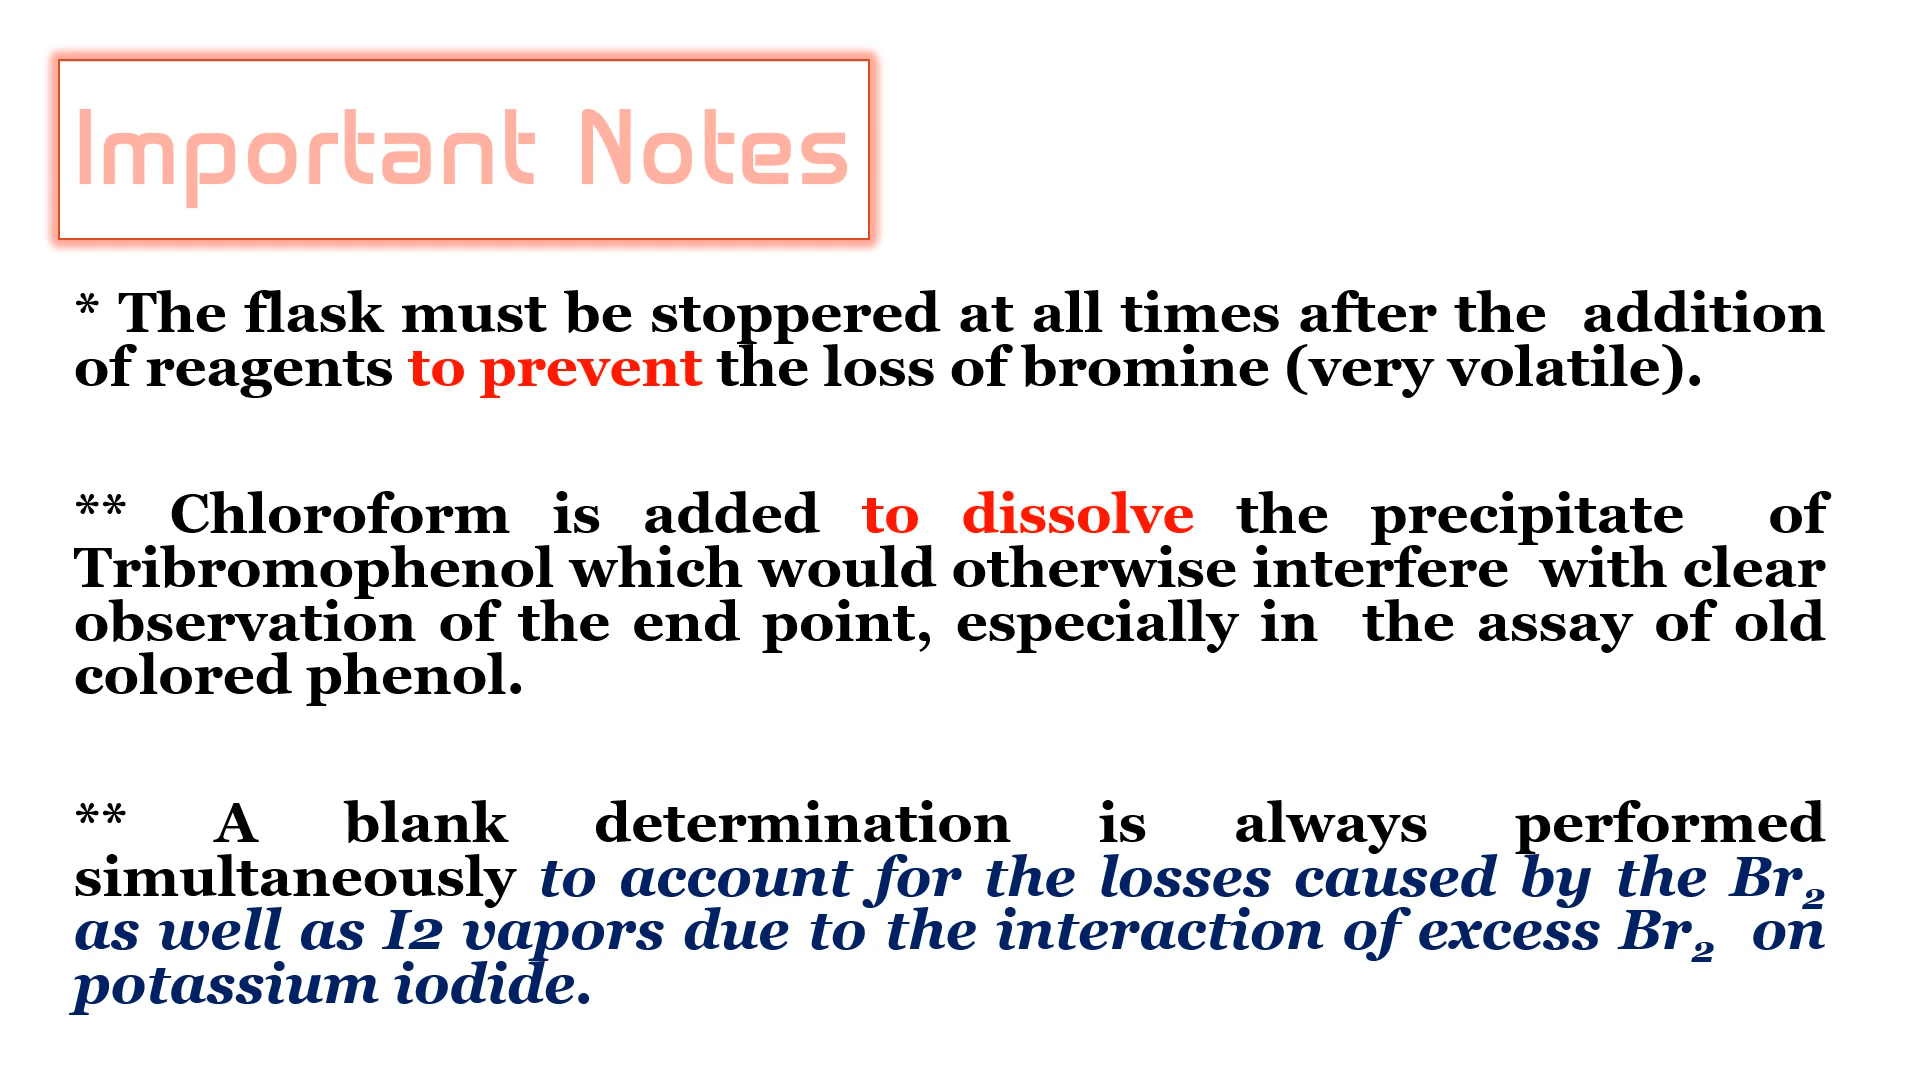 Important Notes
* The flask must be stoppered at all times after the addition
of reagents to prevent the loss of bromine (very volatile).
** Chloroform is added to dissolve the precipitate of
Tribromophenol which would otherwise interfere with clear
observation of the end point, especially in the assay of old
colored phenol.
** A blank determination is always performed
simultaneously to account for the losses caused by the Br₂
as well as I2 vapors due to the interaction of excess Br₂ on
potassium iodide.